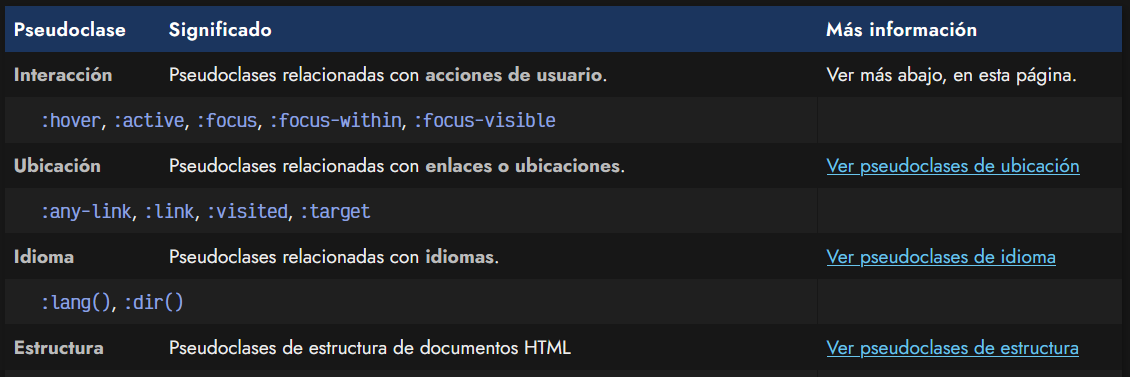 Pseudoclase Significado Más información
Interacción Pseudoclases relacionadas con acciones de usuario. Ver más abajo, en esta página.
:hover, :active, :focus, :focus-within, :focus-visible
Ubicación Pseudoclases relacionadas con enlaces o ubicaciones. Ver pseudoclases de ubicación
:any-link, :link, :visited, :target
Idioma Pseudoclases relacionadas con idiomas. Ver pseudoclases de idioma
:lang(), :dir()
Estructura Pseudoclases de estructura de documentos HTML Ver pseudoclases de estructura